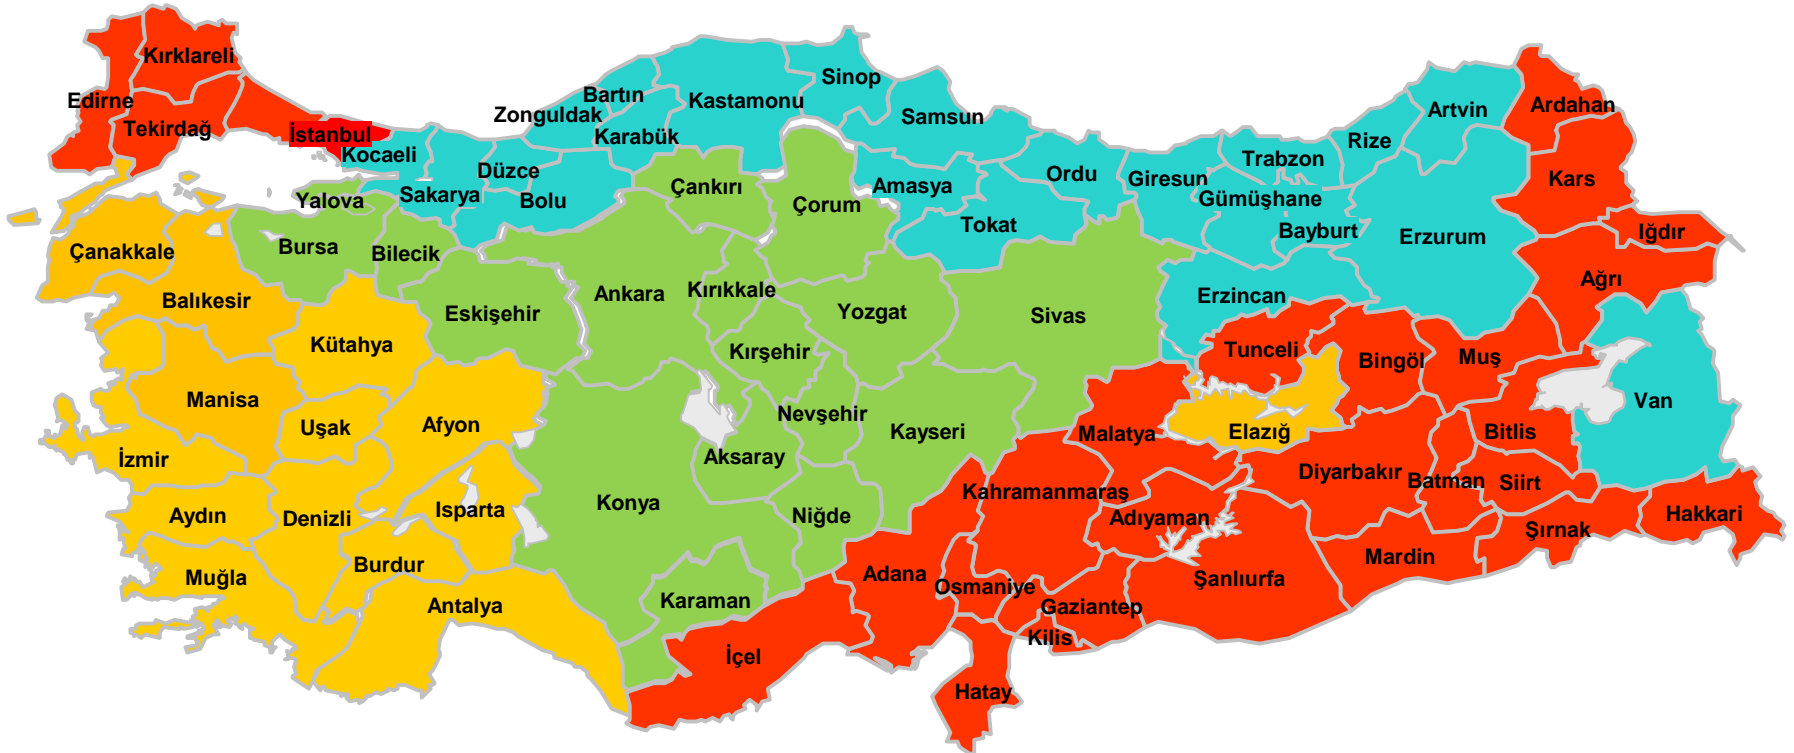 Kırklareli
Edirne
Tekirdağ
İstanbul
Kocaeli
Yalova
Sakarya
Düzce
Bolu
Zonguldak
Bartın
Karabük
Kastamonu
Sinop
Samsun
Çankırı
Çorum
Amasya
Tokat
Ordu
Giresun
Trabzon
Gümüşhane
Bayburt
Rize
Artvin
Ardahan
Kars
Iğdır
Ağrı
Erzurum
Erzincan
Çanakkale
Balıkesir
Bursa
Bilecik
Eskişehir
Kütahya
Ankara
Kırıkkale
Kırşehir
Yozgat
Sivas
Tunceli
Bingöl
Muş
Van
Manisa
Uşak
Afyon
İzmir
Aydın
Denizli
Isparta
Burdur
Muğla
Antalya
Konya
Aksaray
Nevşehir
Kayseri
Niğde
Karaman
Malatya
Elazığ
Diyarbakır
Batman
Bitlis
Siirt
Şırnak
Hakkari
Kahramanmaraş
Adıyaman
Şanlıurfa
Mardin
Adana
Osmaniye
Gaziantep
Kilis
İçel
Hatay